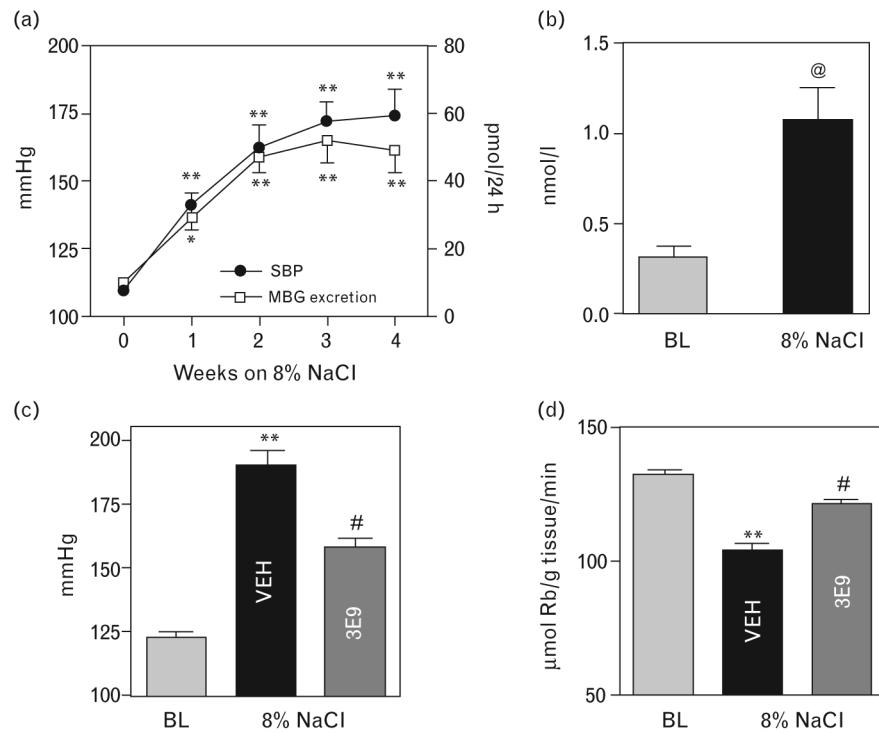 (a)
200
175
150
125
100
mmHg
80
60
40
20
0
pmol/24 h
**
**
**
**
*
**
**
**
SBP
MBG excretion
0 1 2 3 4
Weeks on 8% NaCl
(b)
1.5
1.0
0.5
0.0
nmol/l
@
BL 8% NaCl
(c)
200
175
150
125
100
mmHg
**
#
VEH
3E9
BL 8% NaCl
(d)
150
100
50
μmol Rb/g tissue/min
**
#
VEH
3E9
BL 8% NaCl